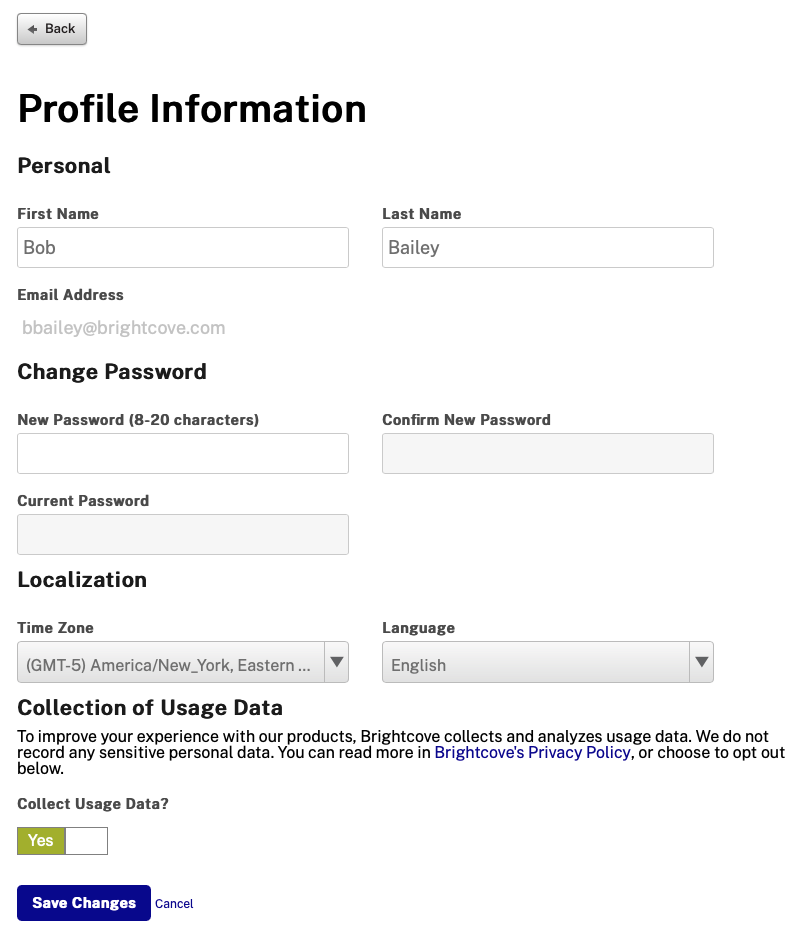 Back
Profile Information
Personal
First Name
Last Name
Bob
Bailey
Email Address
bbailey@brightcove.com
Change Password
New Password (8-20 characters)
Confirm New Password
Current Password
Localization
Time Zone
Language
(GMT-5) America/New_York, Eastern ...
English
Collection of Usage Data
To improve your experience with our products, Brightcove collects and analyzes usage data. We do not
record any sensitive personal data. You can read more in Brightcove's Privacy Policy, or choose to opt out
below.
Collect Usage Data?
Yes
Save Changes
Cancel